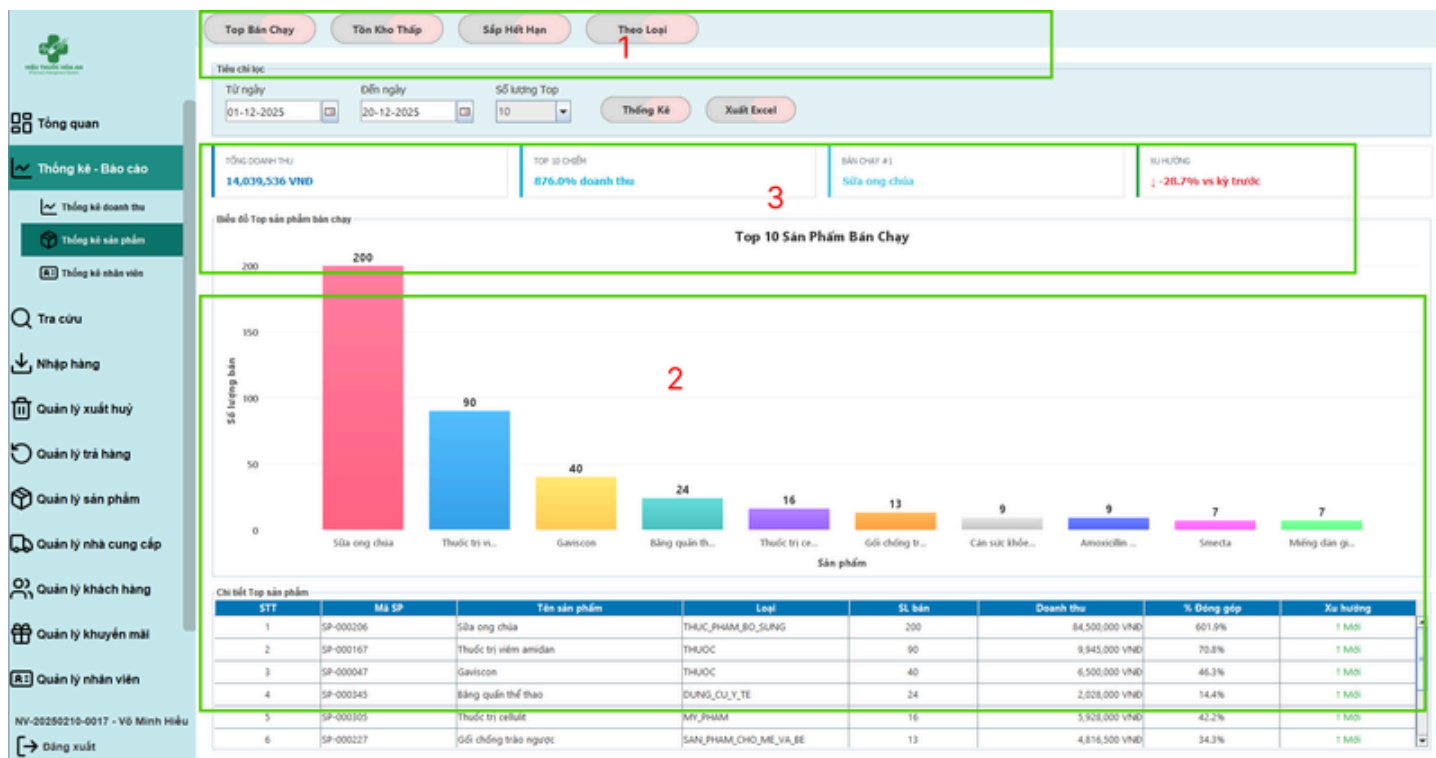 HIỆU THUỐC HÒA AN
Tổng quan
Thống kê - Báo cáo
Thống kê doanh thu
Thống kê sản phẩm
Thống kê nhân viên
Tra cứu
Nhập hàng
Quản lý xuất huỷ
Quản lý trả hàng
Quản lý sản phẩm
Quản lý nhà cung cấp
Quản lý khách hàng
Quản lý khuyến mãi
Quản lý nhân viên
NV-20250210-0017 - Võ Minh Hiếu
Đăng xuất
Top Bán Chạy Tồn Kho Thấp Sắp Hết Hạn Theo Loại
1
Tiêu chí lọc
Từ ngày Đến ngày Số lượng Top
01-12-2025 20-12-2025 10 Thống Kê Xuất Excel
TỔNG DOANH THU TOP 10 CHIẾM BÁN CHẠY #1 XU HƯỚNG
14,039,536 VNĐ 876.0% doanh thu Sữa ong chúa ↓ -28.7% vs kỳ trước
3
Biểu đồ Top sản phẩm bán chạy
Top 10 Sản Phẩm Bán Chạy
Số lượng bán
200
150
100
50
0
200 90 40 24 16 13 9 9 7 7
2
Sữa ong chúa Thuốc trị vi... Gaviscon Băng quấn th... Thuốc trị ce... Gối chống tr... Cân sức khỏe... Amoxicillin ... Smecta Miếng dán gi...
Sản phẩm
Chi tiết Top sản phẩm
STT Mã SP Tên sản phẩm Loại SL bán Doanh thu % Đóng góp Xu hướng
1 SP-000206 Sữa ong chúa THUC_PHAM_BO_SUNG 200 84,500,000 VNĐ 601.9% ↑ Mới
2 SP-000167 Thuốc trị viêm amidan THUOC 90 9,945,000 VNĐ 70.8% ↑ Mới
3 SP-000047 Gaviscon THUOC 40 6,500,000 VNĐ 46.3% ↑ Mới
4 SP-000345 Băng quấn thể thao DUNG_CU_Y_TE 24 2,028,000 VNĐ 14.4% ↑ Mới
5 SP-000305 Thuốc trị cellulit MY_PHAM 16 5,928,000 VNĐ 42.2% ↑ Mới
6 SP-000227 Gối chống trào ngược SAN_PHAM_CHO_ME_VA_BE 13 4,816,500 VNĐ 34.3% ↑ Mới